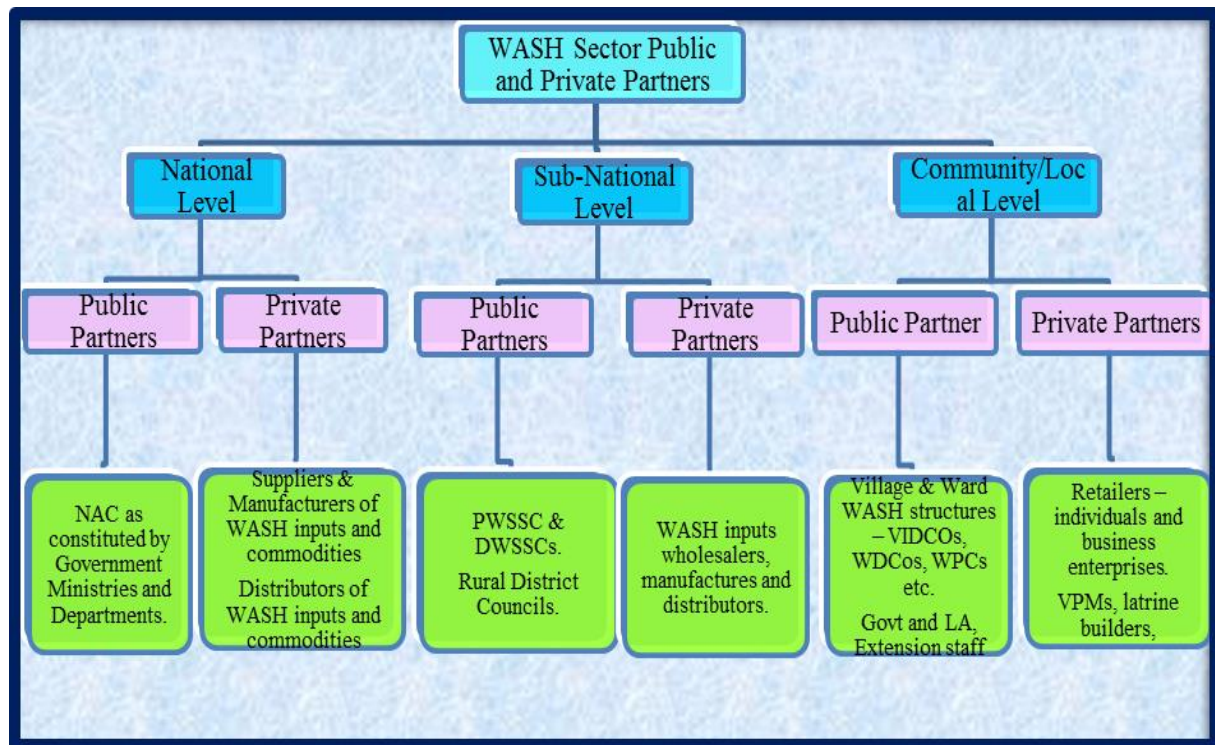 WASH Sector Public
and Private Partners
National
Level
Sub-National
Level
Community/Loc
al Level
Public
Partners
Private
Partners
Public
Partners
Private
Partners
Public Partner
Private Partners
NAC as
constituted by
Government
Ministries and
Departments.
Suppliers &
Manufacturers of
WASH inputs and
commodities
Distributors of
WASH inputs and
commodities
PWSSC &
DWSSCs.
Rural District
Councils.
WASH inputs
wholesalers,
manufactures and
distributors.
Village & Ward
WASH structures
– VIDCOs,
WDCos, WPCs
etc.
Govt and LA,
Extension staff
Retailers –
individuals and
business
enterprises.
VPMs, latrine
builders,